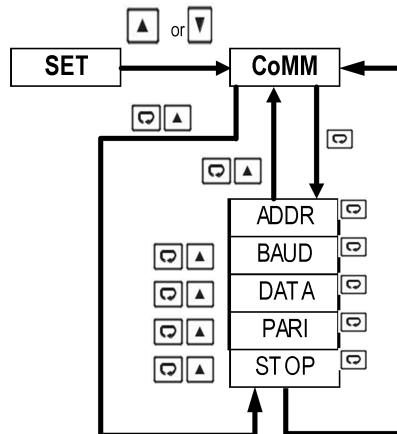 or
SET
CoMM
ADDR
BAUD
DATA
PARI
STOP